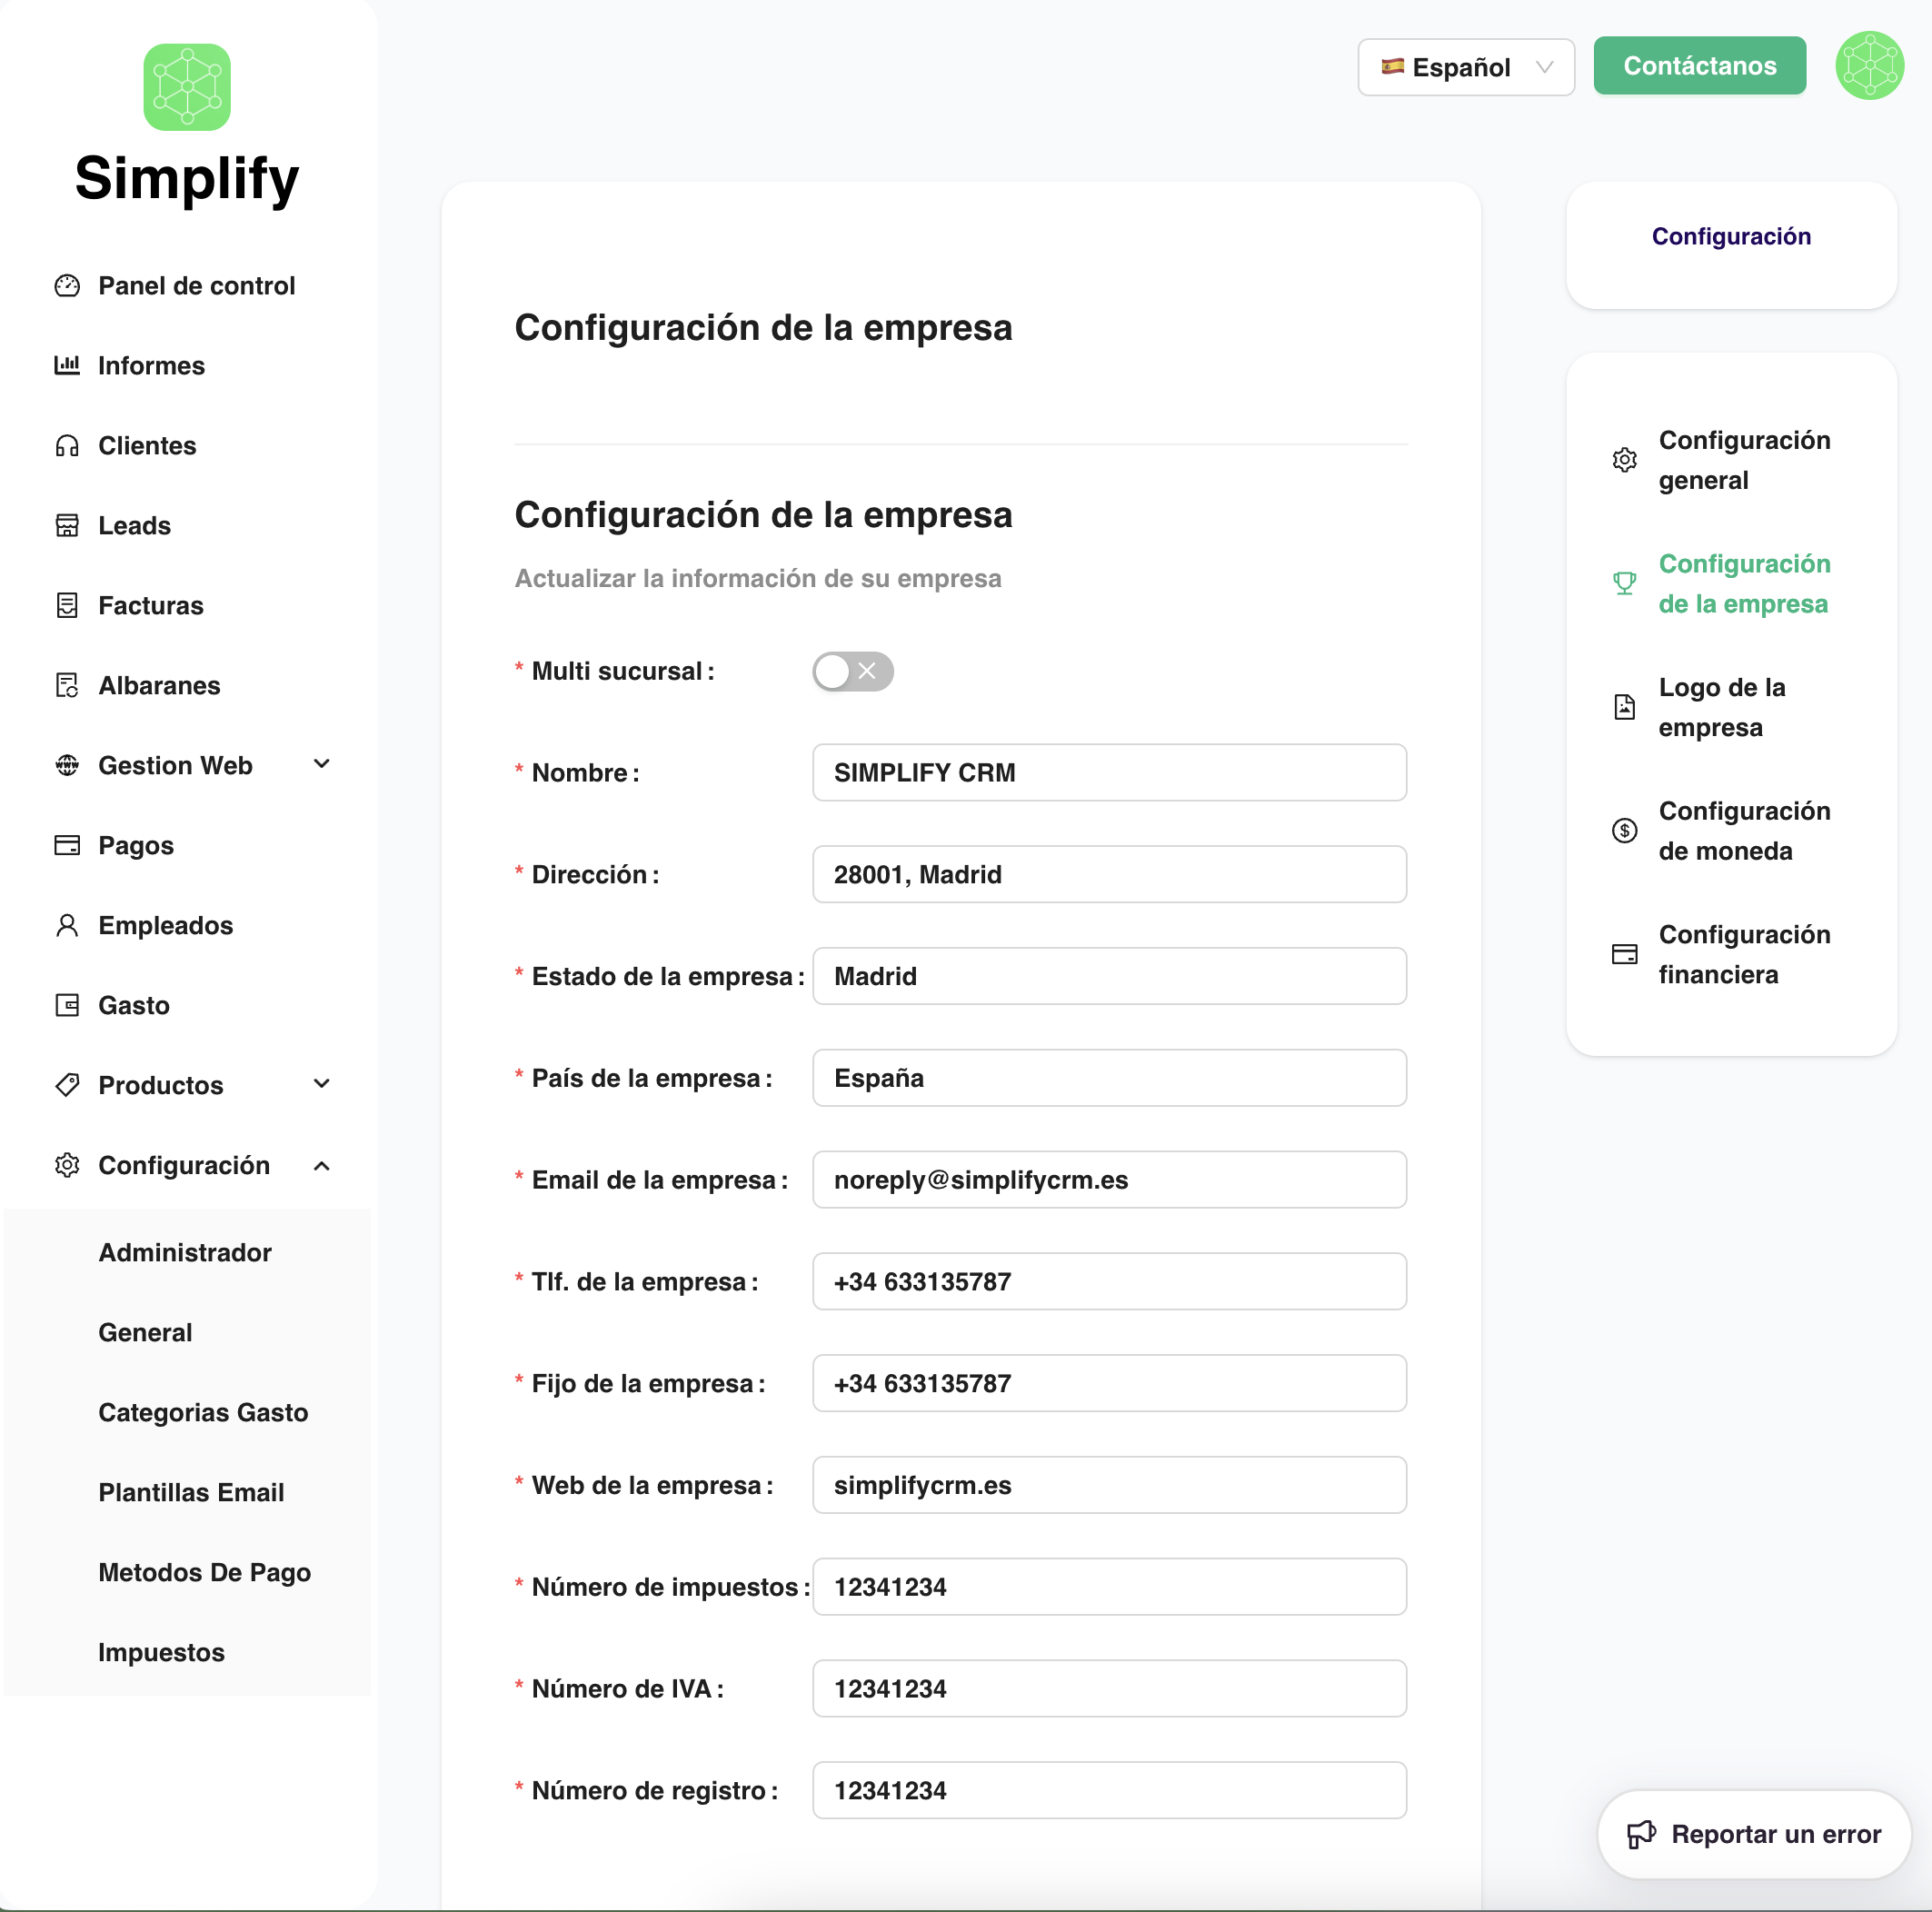 Simplify
Panel de control
Informes
Clientes
Leads
Facturas
Albaranes
Gestion Web
Pagos
Empleados
Gasto
Productos
Configuración
Administrador
General
Categorias Gasto
Plantillas Email
Metodos De Pago
Impuestos
Español
Contáctanos
Configuración de la empresa
Configuración de la empresa
Actualizar la información de su empresa
* Multi sucursal :
* Nombre : SIMPLIFY CRM
* Dirección : 28001, Madrid
* Estado de la empresa : Madrid
* País de la empresa : España
* Email de la empresa : noreply@simplifycrm.es
* Tlf. de la empresa : +34 633135787
* Fijo de la empresa : +34 633135787
* Web de la empresa : simplifycrm.es
* Número de impuestos : 12341234
* Número de IVA : 12341234
* Número de registro : 12341234
Configuración
Configuración
general
Configuración
de la empresa
Logo de la
empresa
Configuración
de moneda
Configuración
financiera
Reportar un error